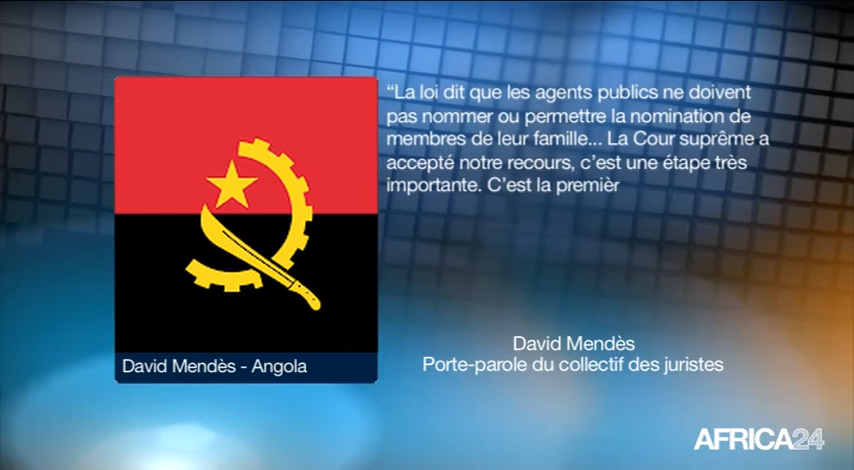 “La loi dit que les agents publics ne doivent
pas nommer ou permettre la nomination de
membres de leur famille... La Cour suprême a
accepté notre recours, c’est une étape très
importante. C’est la premièr
David Mendès - Angola
David Mendès
Porte-parole du collectif des juristes
AFRICA24